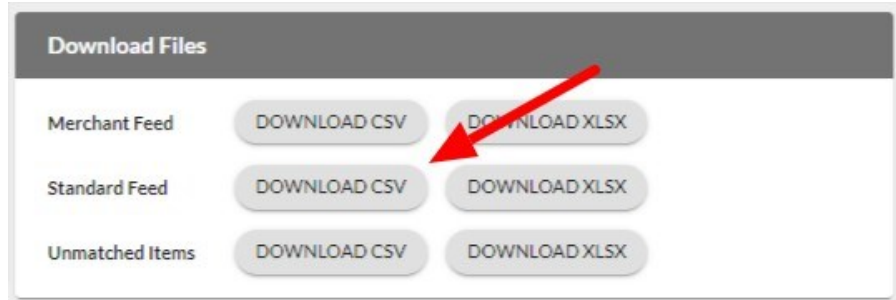 Download Files
Merchant Feed DOWNLOAD CSV DOWNLOAD XLSX
Standard Feed DOWNLOAD CSV DOWNLOAD XLSX
Unmatched Items DOWNLOAD CSV DOWNLOAD XLSX